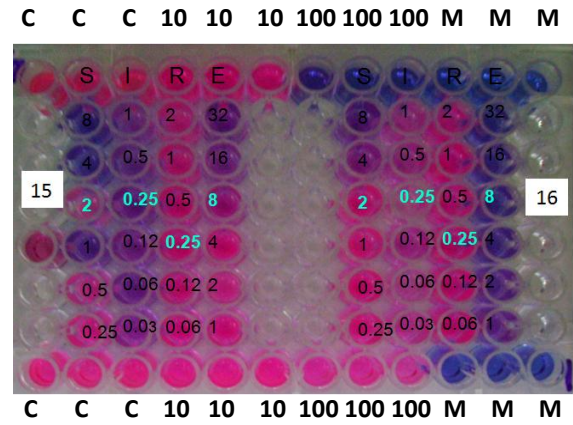 C C C 10 10 10 100 100 100 M M M
S I R E S I R E
8 1 2 32 8 1 2 32
4 0.5 1 16 4 0.5 1 16
15 2 0.25 0.5 8 2 0.25 0.5 8 16
1 0.12 0.25 4 1 0.12 0.25 4
0.5 0.06 0.12 2 0.5 0.06 0.12 2
0.25 0.03 0.06 1 0.25 0.03 0.06 1
C C C 10 10 10 100 100 100 M M M